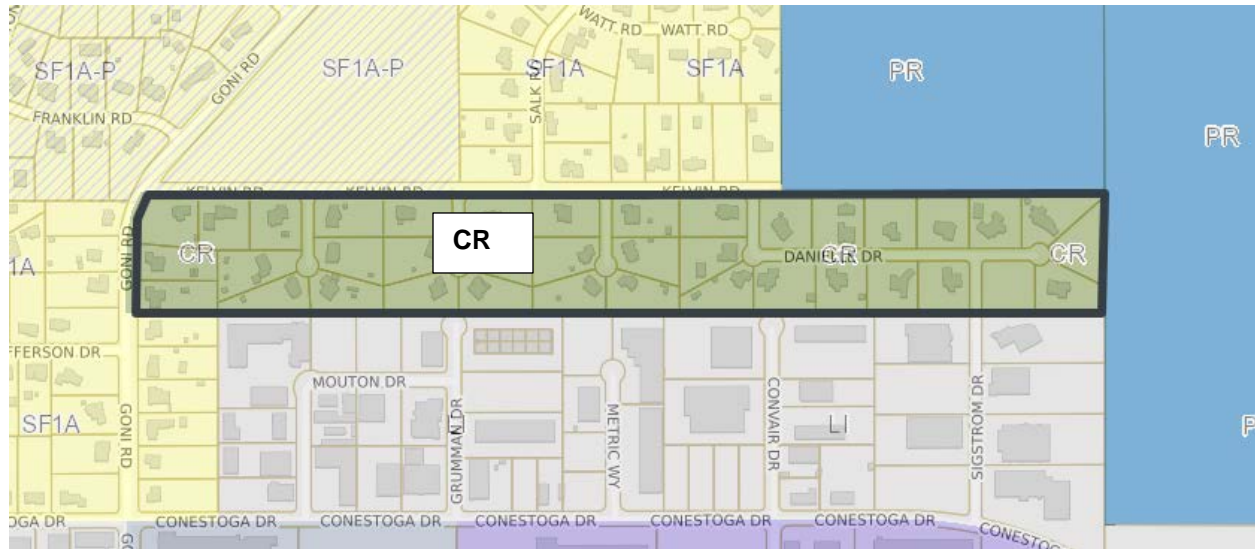 WATT RD
WATT RD
SF1A-P
SF1A-P
SF1A
SF1A
PR
GONI RD
SALK RD
FRANKLIN RD
PR
KELVIN RD
KELVIN RD
KELVIN RD
GONI RD
CR
CR
CR
CR
DANIELLE DR
1A
FFERSON DR
MOUTON DR
GRUMMAN DR
METRIC WY
CONVAIR DR
SIGSTROM DR
SF1A
GONI RD
LI
P
OGA DR
CONESTOGA DR
CONESTOGA DR
CONESTOGA DR
CONESTOGA DR
CONESTOGA DR
CONESTOG
GO